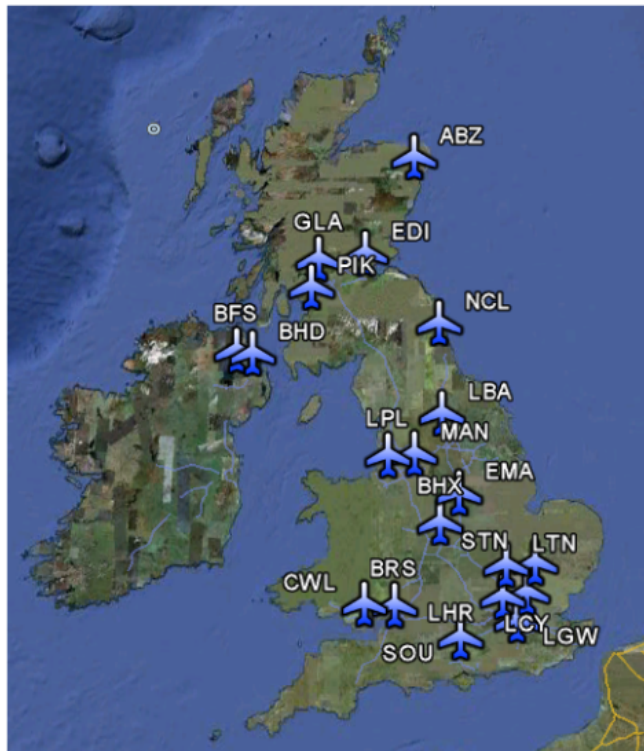 ABZ
GLA
EDI
PIK
NCL
BFS
BHD
LBA
LPL
MAN
EMA
BHX
STN
LTN
CWL
BRS
LHR
LCY
LGW
SOU